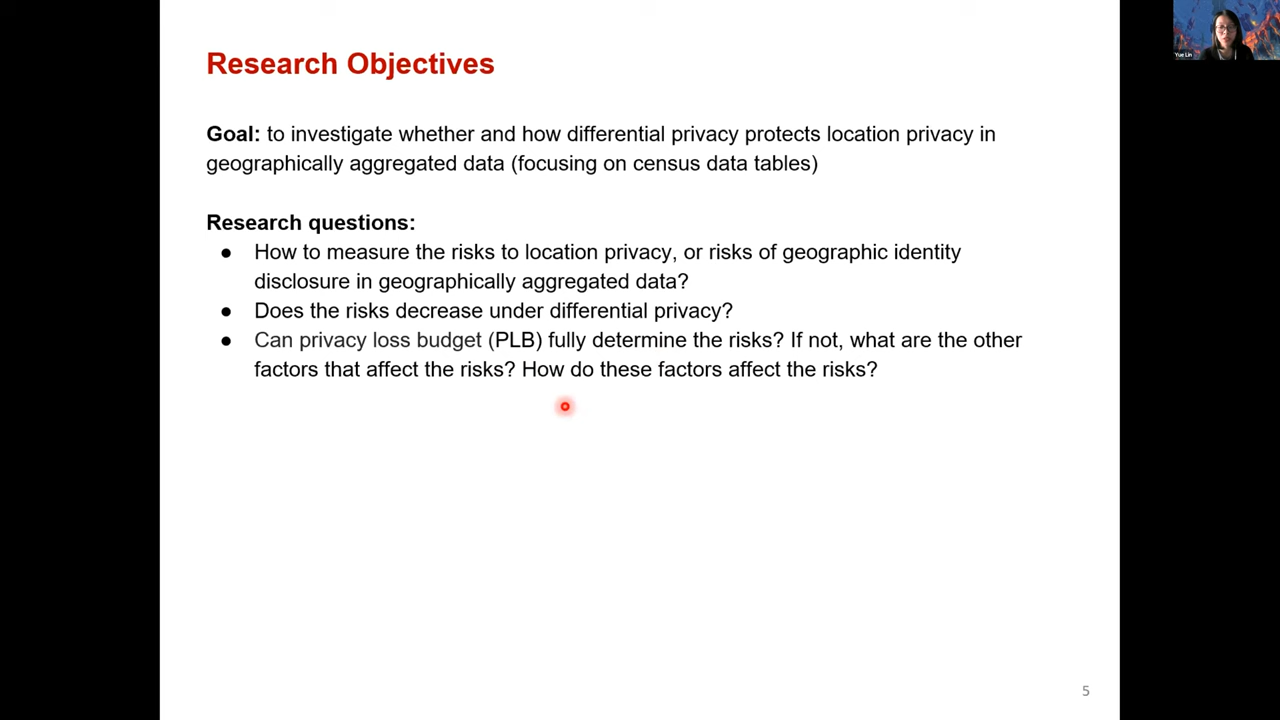 Research Objectives
Yue Lin
Goal: to investigate whether and how differential privacy protects location privacy in
geographically aggregated data (focusing on census data tables)
Research questions:
● How to measure the risks to location privacy, or risks of geographic identity
disclosure in geographically aggregated data?
● Does the risks decrease under differential privacy?
● Can privacy loss budget (PLB) fully determine the risks? If not, what are the other
factors that affect the risks? How do these factors affect the risks?
5